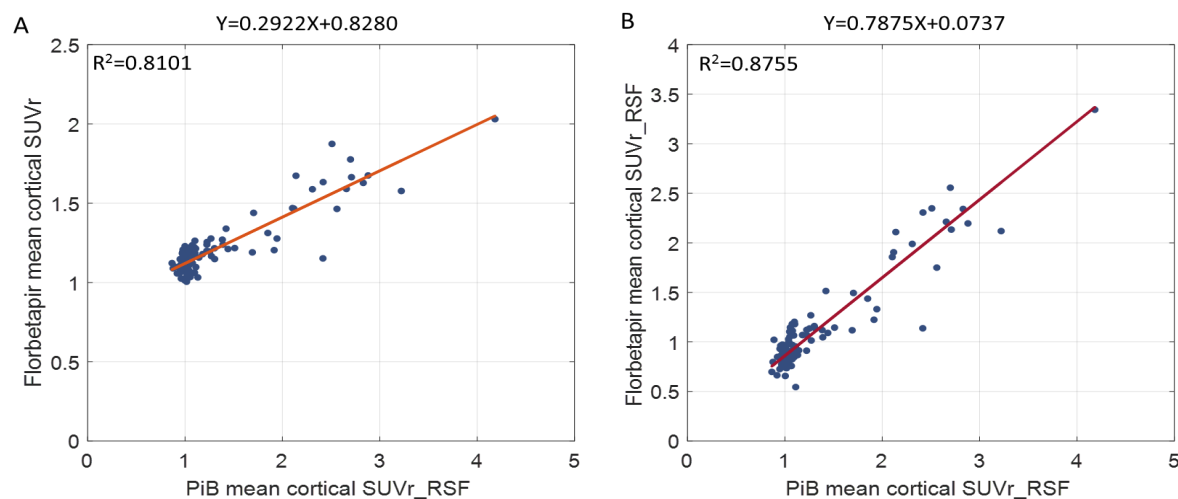 A
Y=0.2922X+0.8280
R²=0.8101
2.5
2
1.5
1
0.5
0
Florbetapir mean cortical SUVr
0 1 2 3 4 5
PiB mean cortical SUVr_RSF
B
Y=0.7875X+0.0737
R²=0.8755
4
3.5
3
2.5
2
1.5
1
0.5
0
Florbetapir mean cortical SUVr_RSF
0 1 2 3 4 5
PiB mean cortical SUVr_RSF